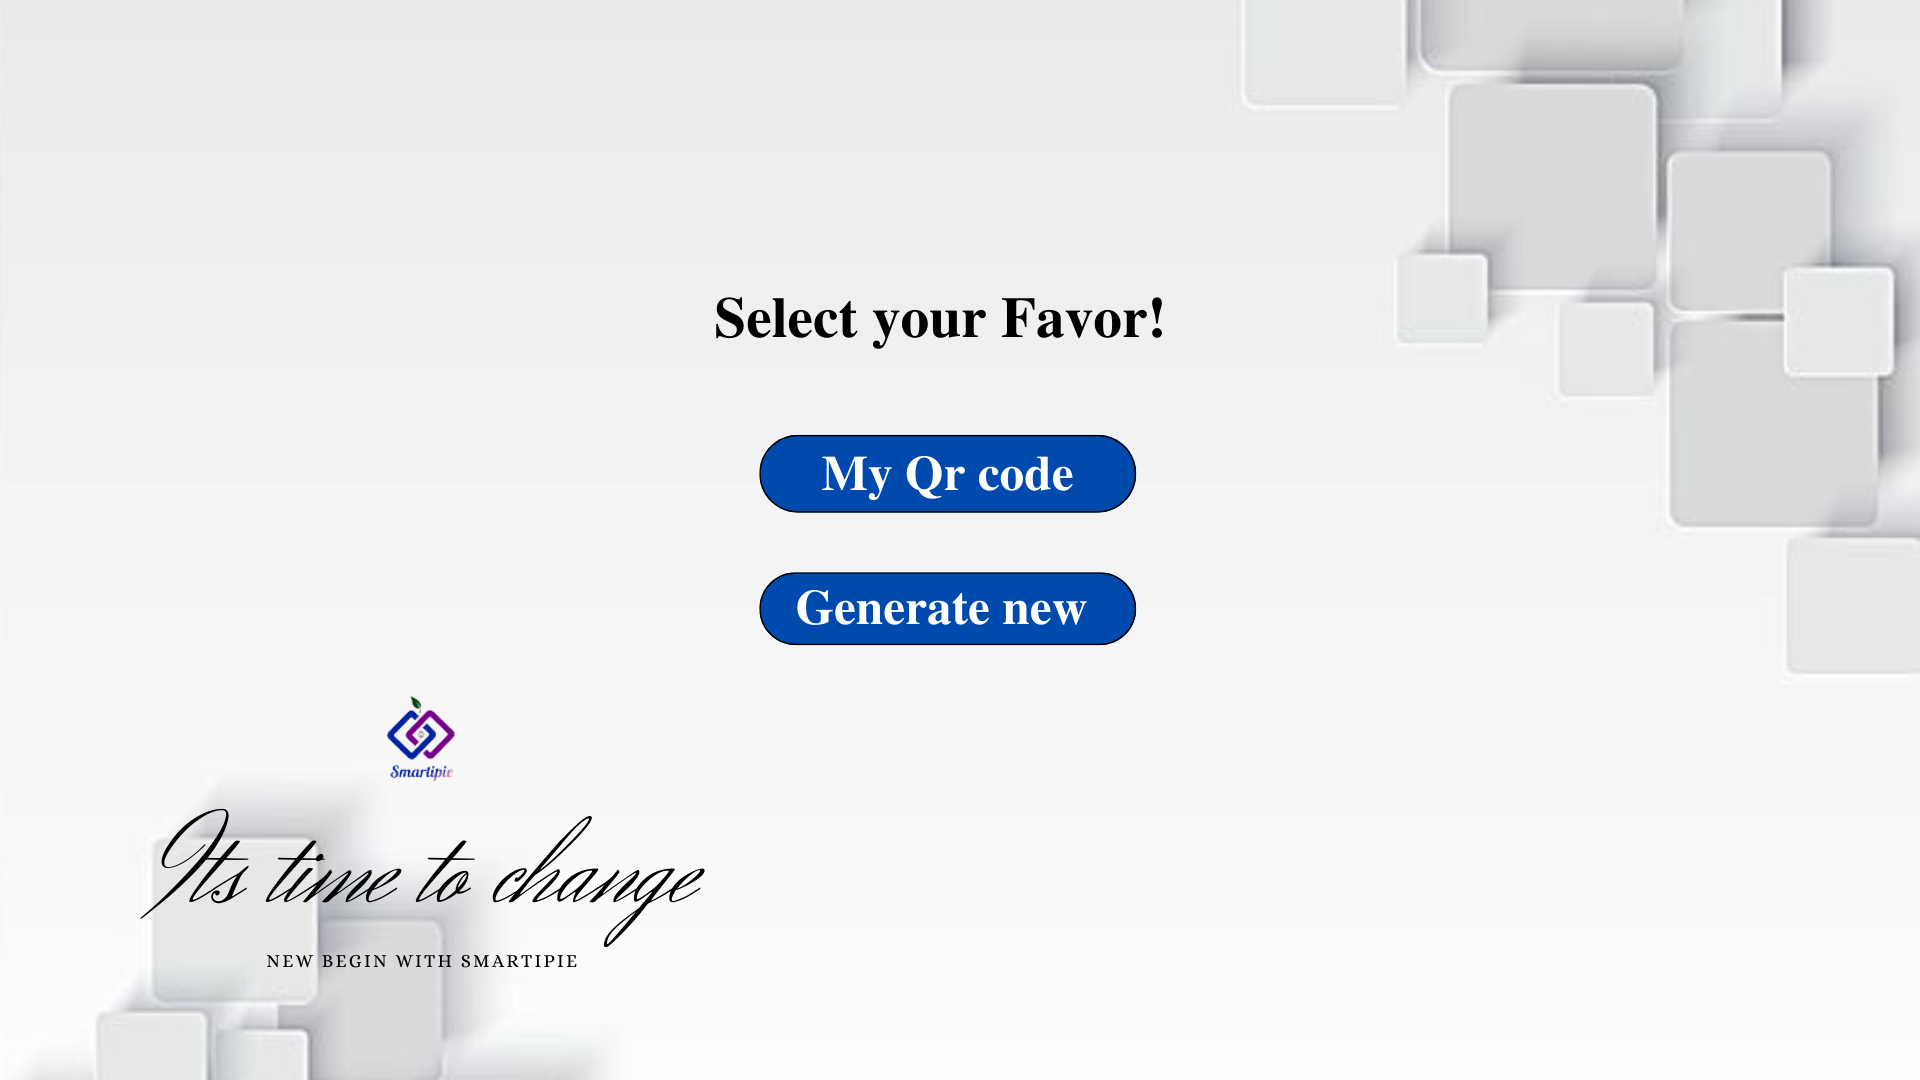 Select your Favor!
My Qr code
Generate new
Smartipie
Its time to change
NEW BEGIN WITH SMARTIPIE